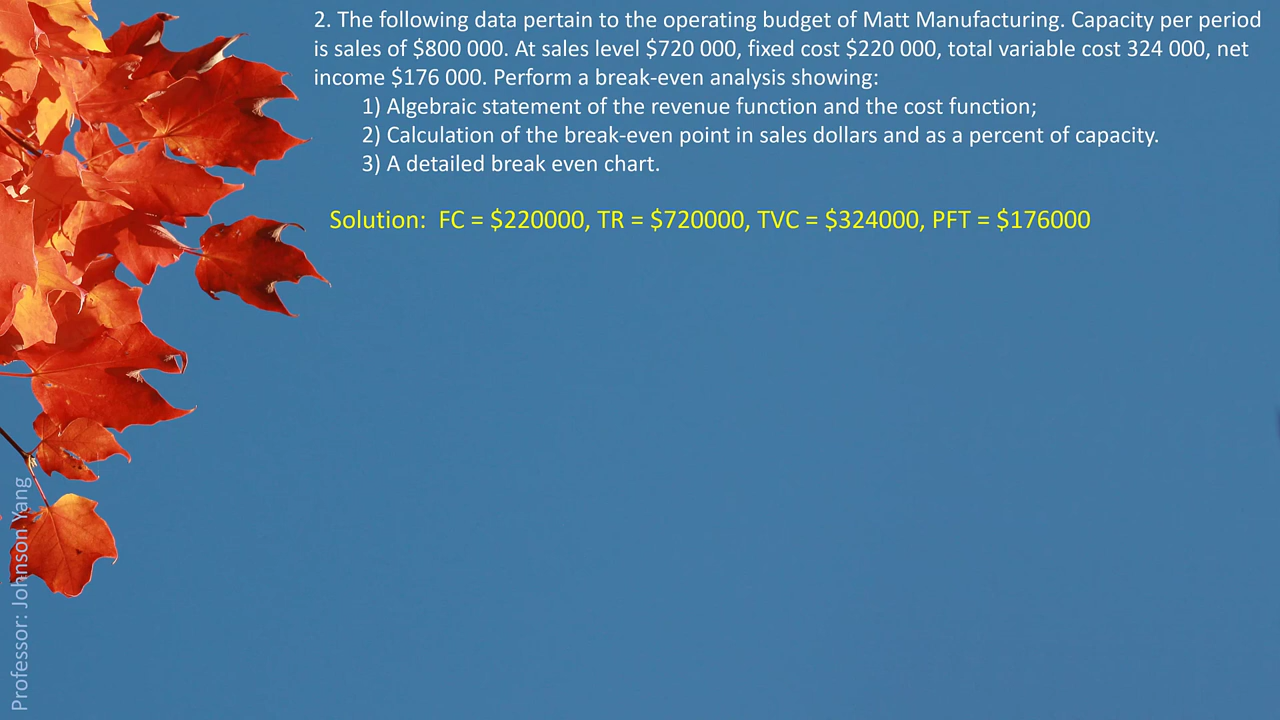 2. The following data pertain to the operating budget of Matt Manufacturing. Capacity per period
is sales of $800 000. At sales level $720 000, fixed cost $220 000, total variable cost 324 000, net
income $176 000. Perform a break-even analysis showing:
1) Algebraic statement of the revenue function and the cost function;
2) Calculation of the break-even point in sales dollars and as a percent of capacity.
3) A detailed break even chart.
Solution: FC = $220000, TR = $720000, TVC = $324000, PFT = $176000
Professor: Johnson Yang